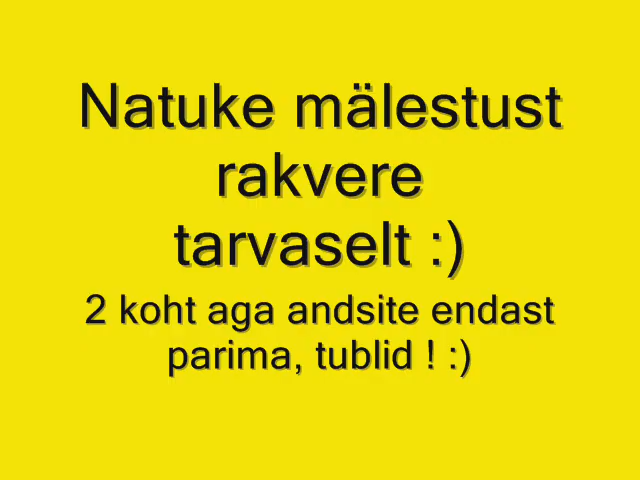 Natuke mälestust
rakvere
tarvaselt :)
2 koht aga andsite endast
parima, tublid ! :)